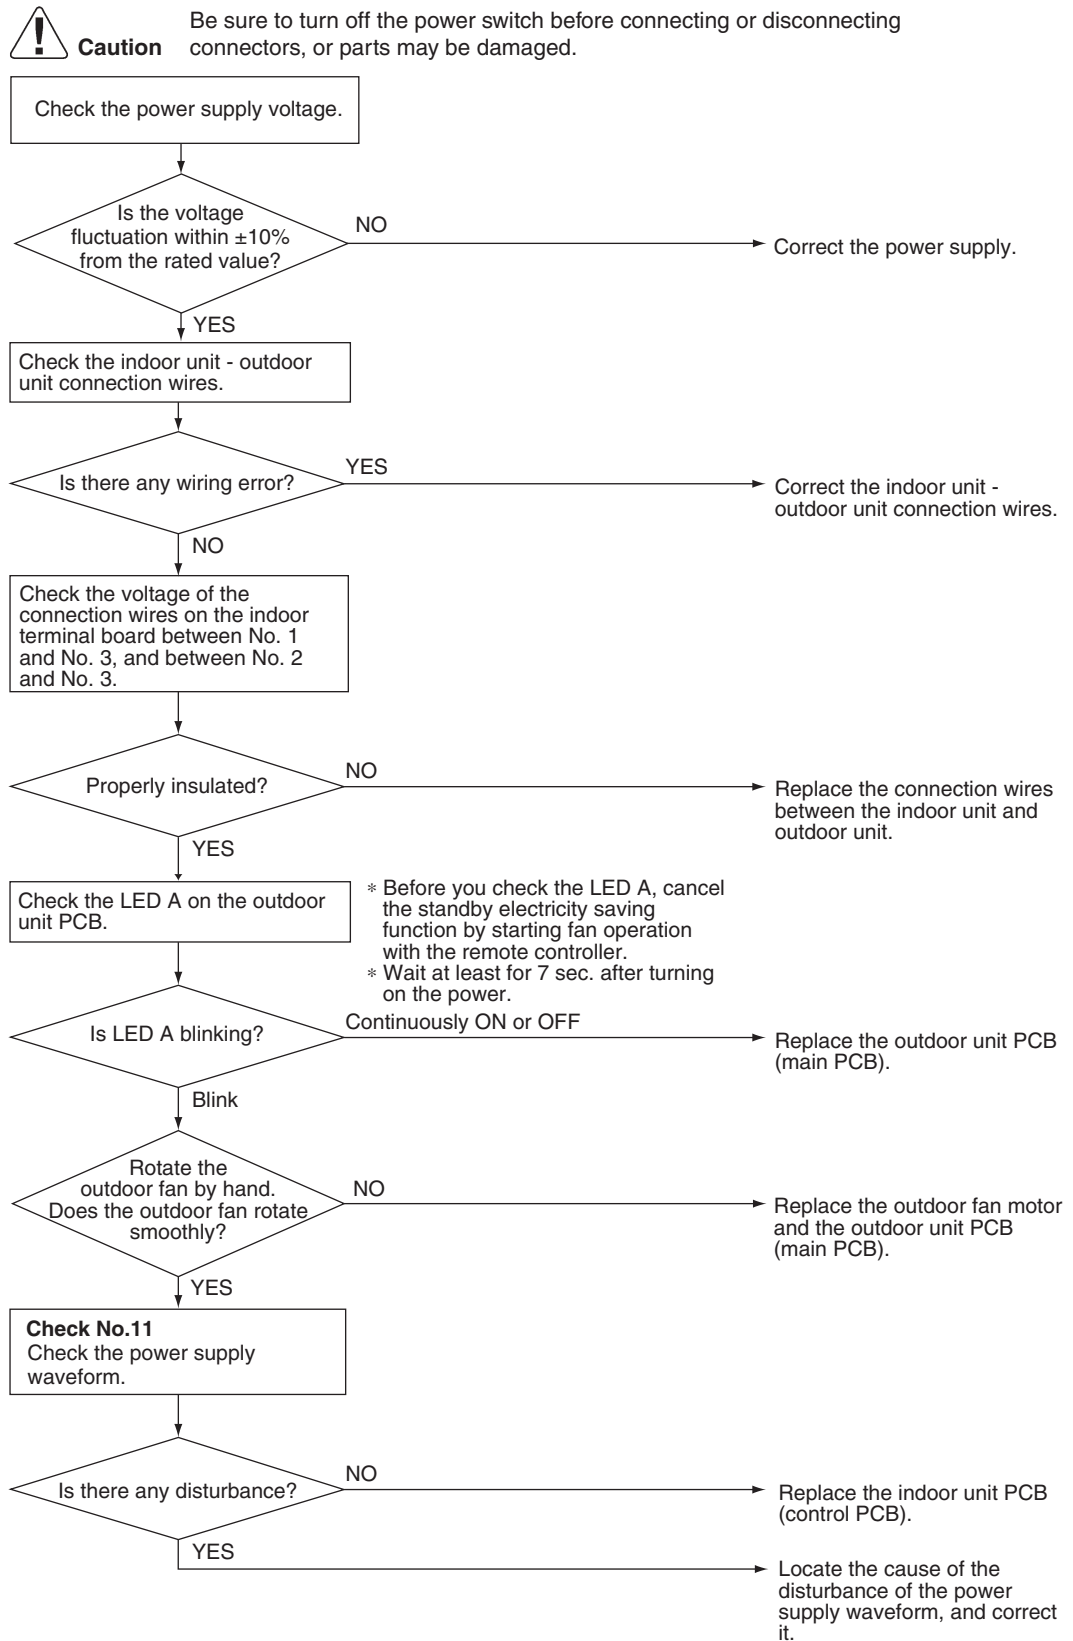 Be sure to turn off the power switch before connecting or disconnecting
Caution connectors, or parts may be damaged.
Check the power supply voltage.
Is the voltage
fluctuation within ±10%
from the rated value?
NO
Correct the power supply.
YES
Check the indoor unit - outdoor
unit connection wires.
Is there any wiring error?
YES
Correct the indoor unit -
outdoor unit connection wires.
NO
Check the voltage of the
connection wires on the indoor
terminal board between No. 1
and No. 3, and between No. 2
and No. 3.
Properly insulated?
NO
Replace the connection wires
between the indoor unit and
outdoor unit.
YES
Check the LED A on the outdoor
unit PCB.
* Before you check the LED A, cancel
the standby electricity saving
function by starting fan operation
with the remote controller.
* Wait at least for 7 sec. after turning
on the power.
Is LED A blinking?
Continuously ON or OFF
Replace the outdoor unit PCB
(main PCB).
Blink
Rotate the
outdoor fan by hand.
Does the outdoor fan rotate
smoothly?
NO
Replace the outdoor fan motor
and the outdoor unit PCB
(main PCB).
YES
Check No.11
Check the power supply
waveform.
Is there any disturbance?
NO
Replace the indoor unit PCB
(control PCB).
YES
Locate the cause of the
disturbance of the power
supply waveform, and correct
it.